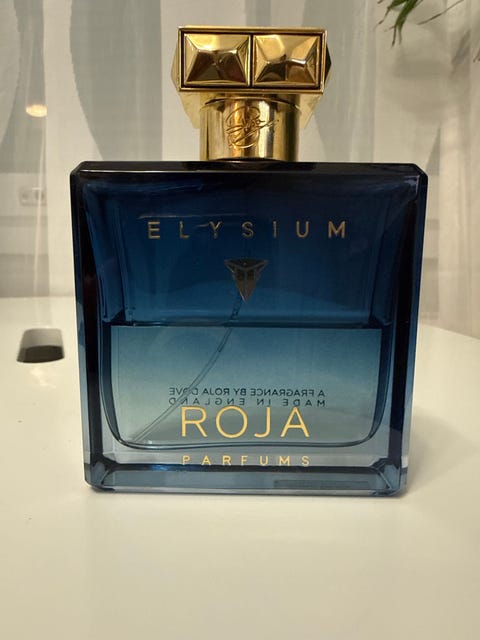 ELYSIUM
A FRAGRANCE BY ROJA DOVE
MADE IN ENGLAND
ROJA
PARFUMS